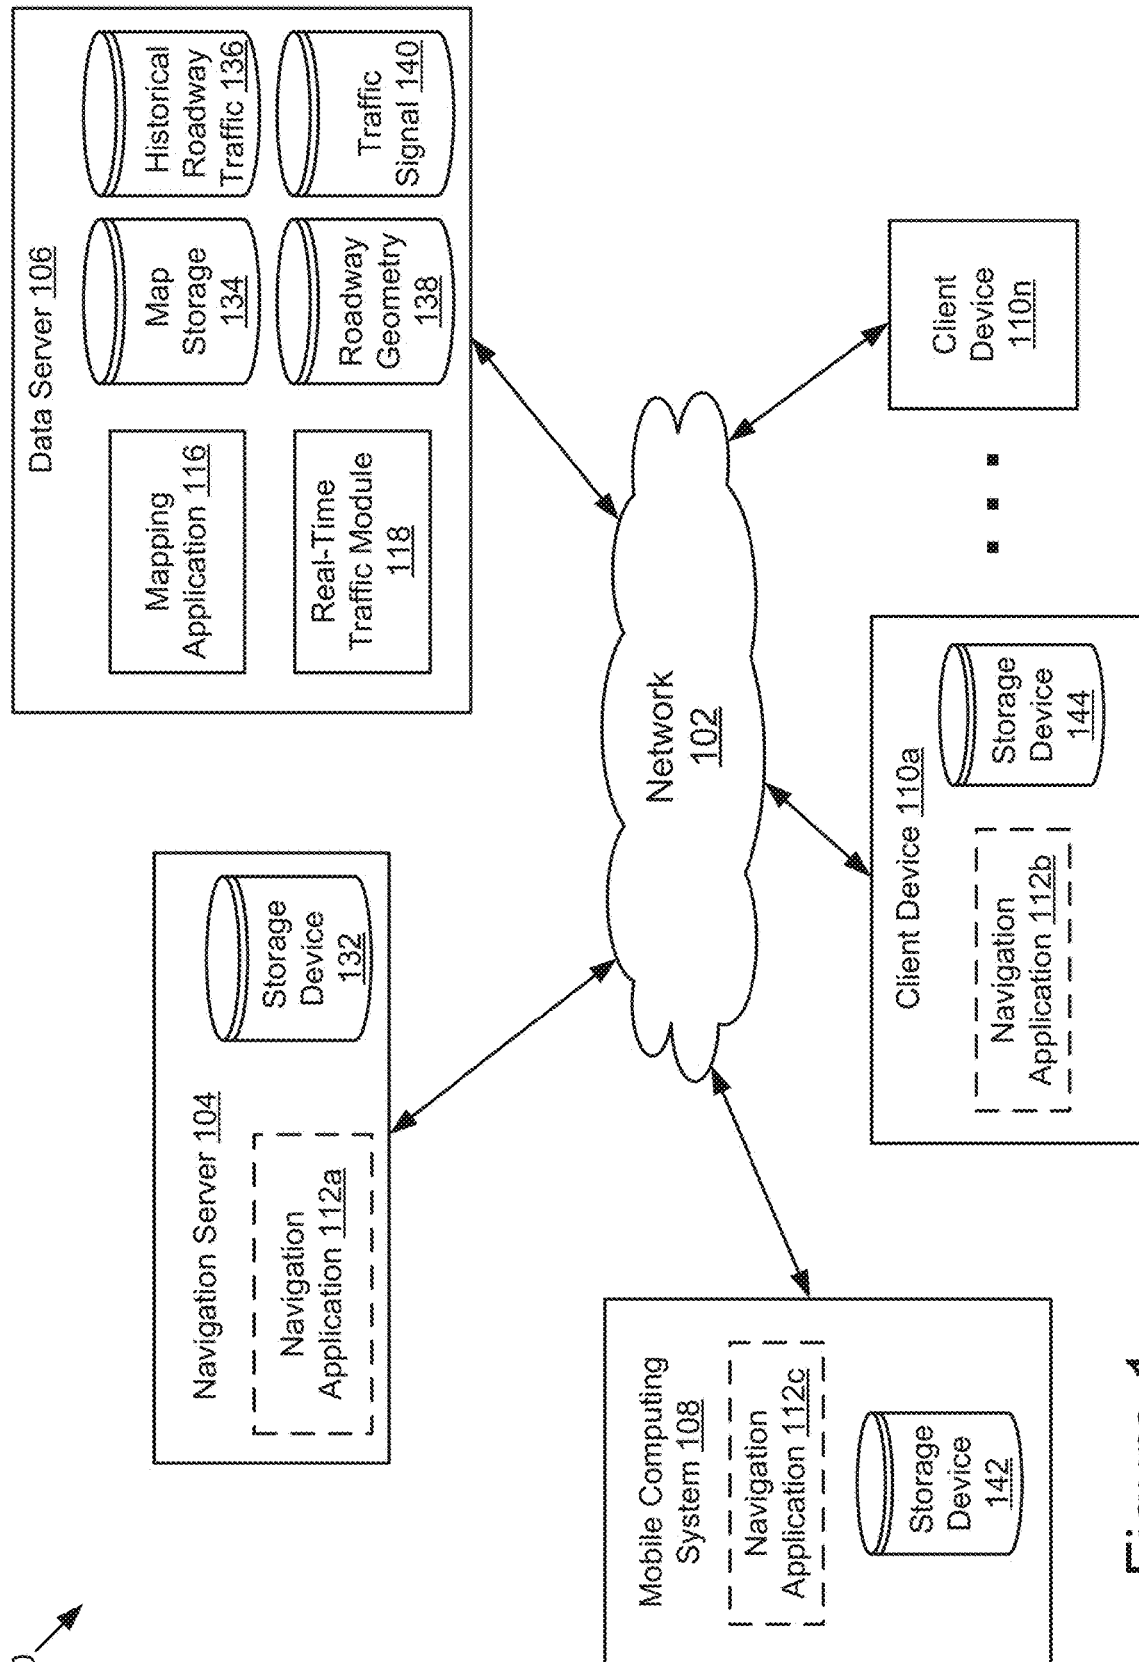 Data Server 106
Mapping
Application 116
Map
Storage
134
Historical
Roadway
Traffic 136
Real-Time
Traffic Module
118
Roadway
Geometry
138
Traffic
Signal 140
Navigation Server 104
Navigation
Application 112a
Storage
Device
132
Network
102
Mobile Computing
System 108
Navigation
Application 112c
Storage
Device
142
Client Device 110a
Navigation
Application 112b
Storage
Device
144
Client
Device
110n